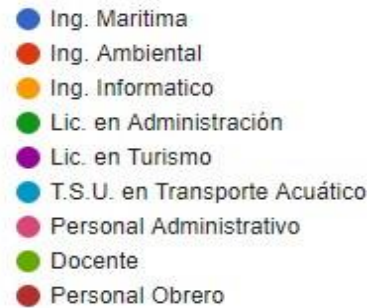 Ing. Maritima
Ing. Ambiental
Ing. Informatico
Lic. en Administración
Lic. en Turismo
T.S.U. en Transporte Acuático
Personal Administrativo
Docente
Personal Obrero